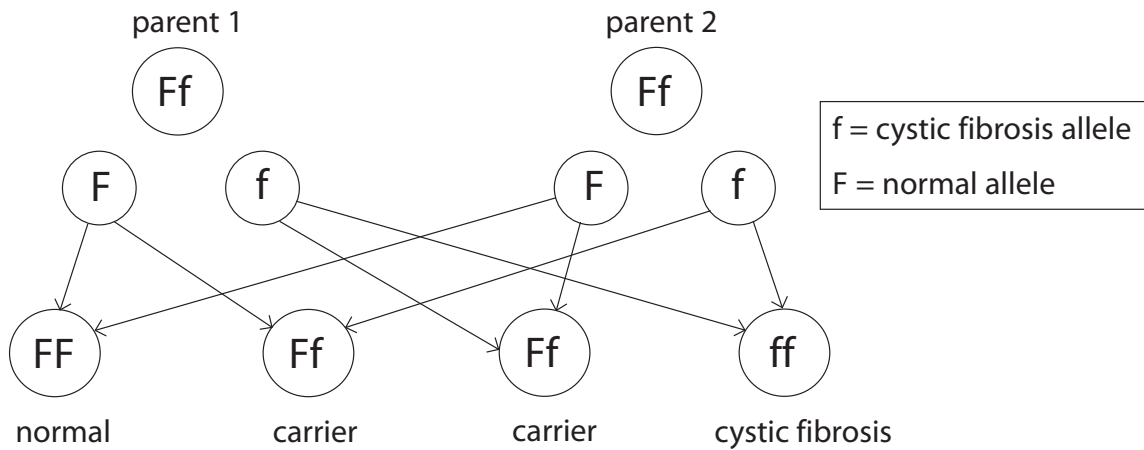 parent 1
parent 2
Ff
Ff
f = cystic fibrosis allele
F = normal allele
F
f
F
f
FF
Ff
Ff
ff
normal
carrier
carrier
cystic fibrosis